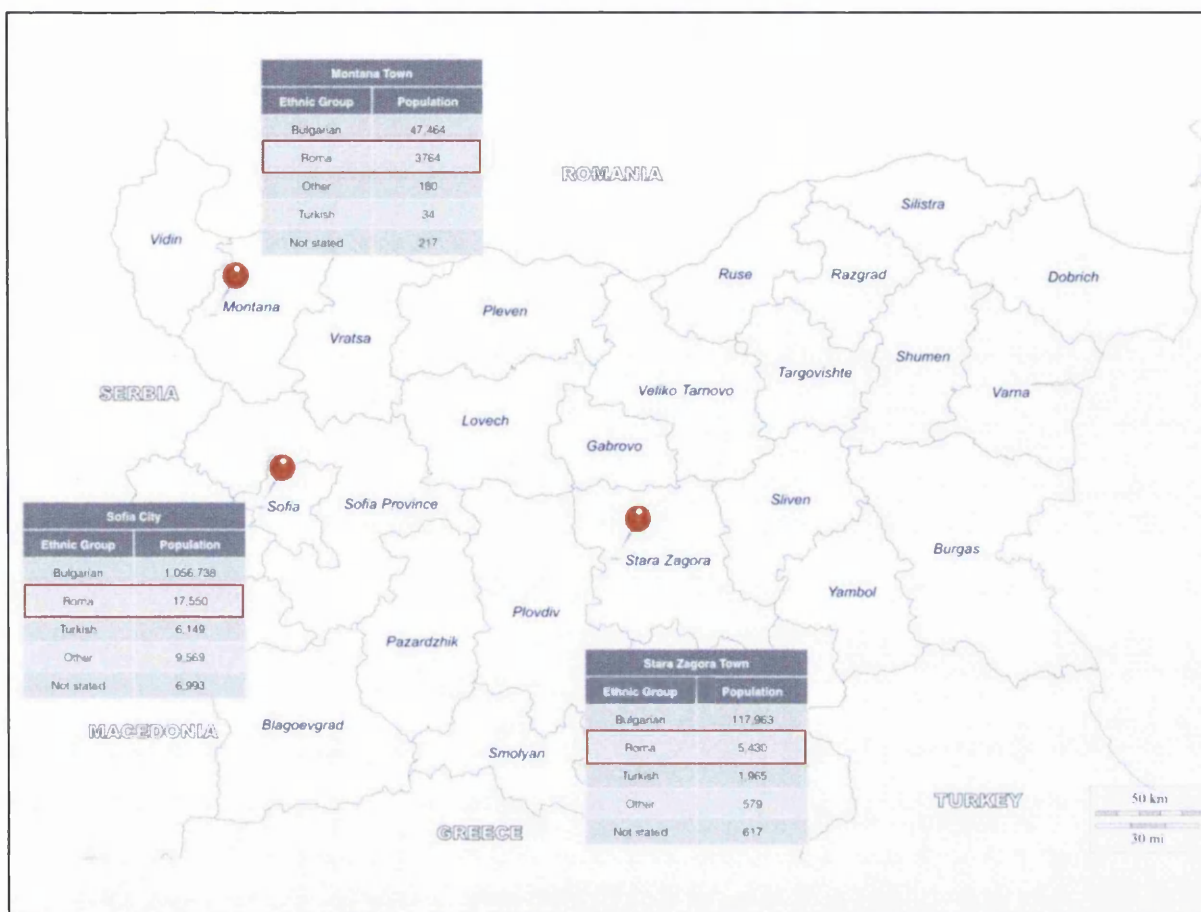 Montana Town
Ethnic Group Population
Bulgarian 47,464
Roma 3764
Other 180
Turkish 34
Not stated 217
ROMANIA
Silistra
Vidin
Ruse
Razgrad
Dobrich
Montana
Pleven
Vratsa
Shumen
Targovishte
SERBIA
Veliko Tarnovo
Varna
Lovech
Gabrovo
Sofia
Sofia Province
Sliven
Burgas
Stara Zagora
Yambol
Plovdiv
Pazardzhik
Sofia City
Ethnic Group Population
Bulgarian 1.056.738
Roma 17,550
Turkish 6,149
Other 9,569
Not stated 6,993
MACEDONIA
Blagoevgrad
Smolyan
Stara Zagora Town
Ethnic Group Population
Bulgarian 117,963
Roma 5,430
Turkish 1,965
Other 579
Not stated 617
GREECE
TURKEY
50 km
30 mi